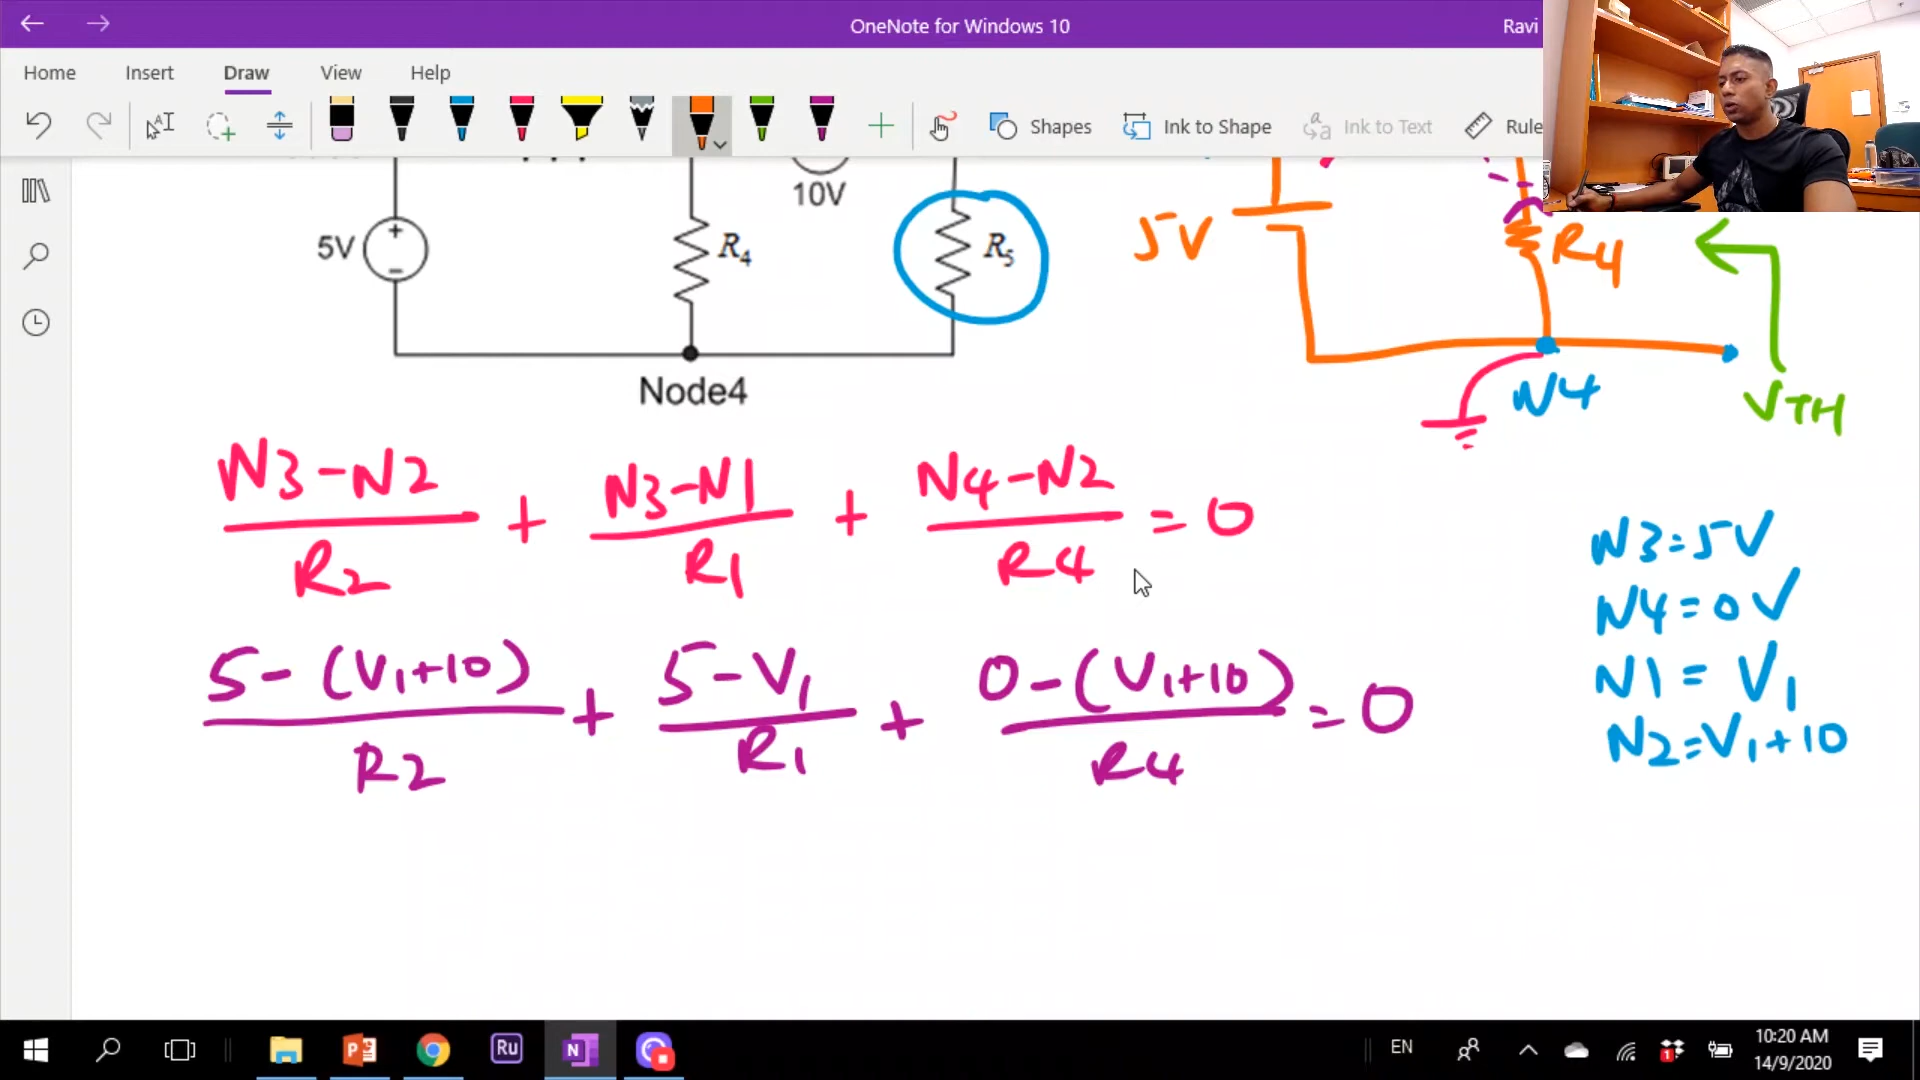 OneNote for Windows 10
Ravi
Home Insert Draw View Help
Shapes Ink to Shape Ink to Text Rule
10V
5V
R4
R5
Node4
5V
R4
N4
VTH
N3-N2/R2 + N3-N1/R1 + N4-N2/R4 = 0
5-(V1+10)/R2 + 5-V1/R1 + 0-(V1+10)/R4 = 0
N3=5V
N4=0V
N1=V1
N2=V1+10
Ru
N
EN
1
10:20 AM
14/9/2020